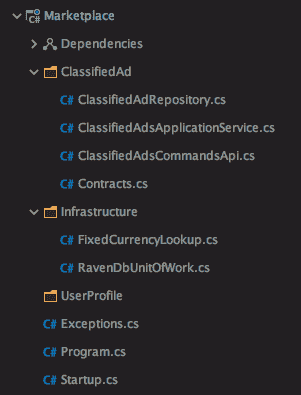 Marketplace
Dependencies
ClassifiedAd
C# ClassifiedAdRepository.cs
C# ClassifiedAdsApplicationService.cs
C# ClassifiedAdsCommandsApi.cs
C# Contracts.cs
Infrastructure
C# FixedCurrencyLookup.cs
C# RavenDbUnitOfWork.cs
UserProfile
C# Exceptions.cs
C# Program.cs
C# Startup.cs